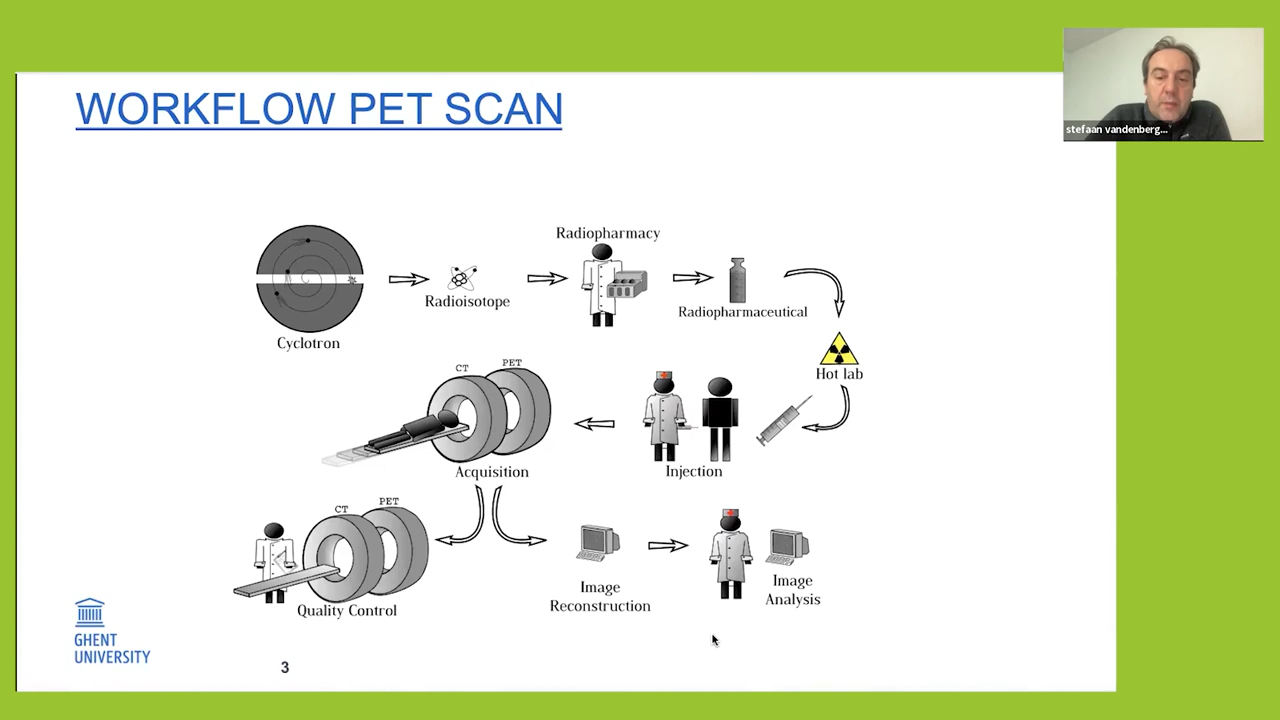 WORKFLOW PET SCAN
stefaan vandenberg...
Radiopharmacy
Radioisotope
Radiopharmaceutical
Cyclotron
Hot lab
CT
PET
Acquisition
Injection
CT
PET
Quality Control
Image
Reconstruction
Image
Analysis
GHENT
UNIVERSITY
3